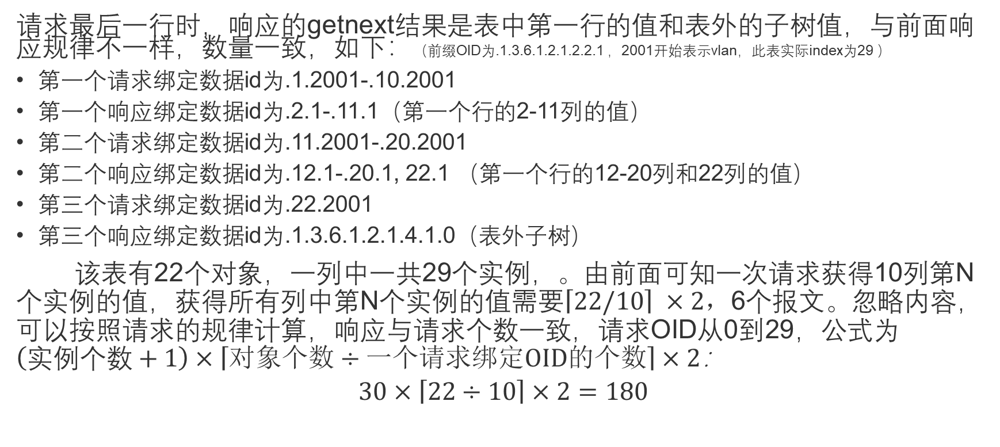 请求最后一行时，响应的getnext结果是表中第一行的值和表外的子树值，与前面响
应规律不一样，数量一致，如下：（前缀OID为.1.3.6.1.2.1.2.2.1 ，2001开始表示vlan，此表实际index为29 ）
• 第一个请求绑定数据id为.1.2001-.10.2001
• 第一个响应绑定数据id为.2.1-.11.1（第一个行的2-11列的值）
• 第二个请求绑定数据id为.11.2001-.20.2001
• 第二个响应绑定数据id为.12.1-.20.1, 22.1 （第一个行的12-20列和22列的值）
• 第三个请求绑定数据id为.22.2001
• 第三个响应绑定数据id为.1.3.6.1.2.1.4.1.0（表外子树）
该表有22个对象，一列中一共29个实例，。由前面可知一次请求获得10列第N
个实例的值，获得所有列中第N个实例的值需要⌈22/10⌉ × 2，6个报文。忽略内容，
可以按照请求的规律计算，响应与请求个数一致，请求OID从0到29，公式为
(实例个数 + 1) × ⌈对象个数 ÷ 一个请求绑定OID的个数⌉ × 2：
30 × ⌈22 ÷ 10⌉ × 2 = 180